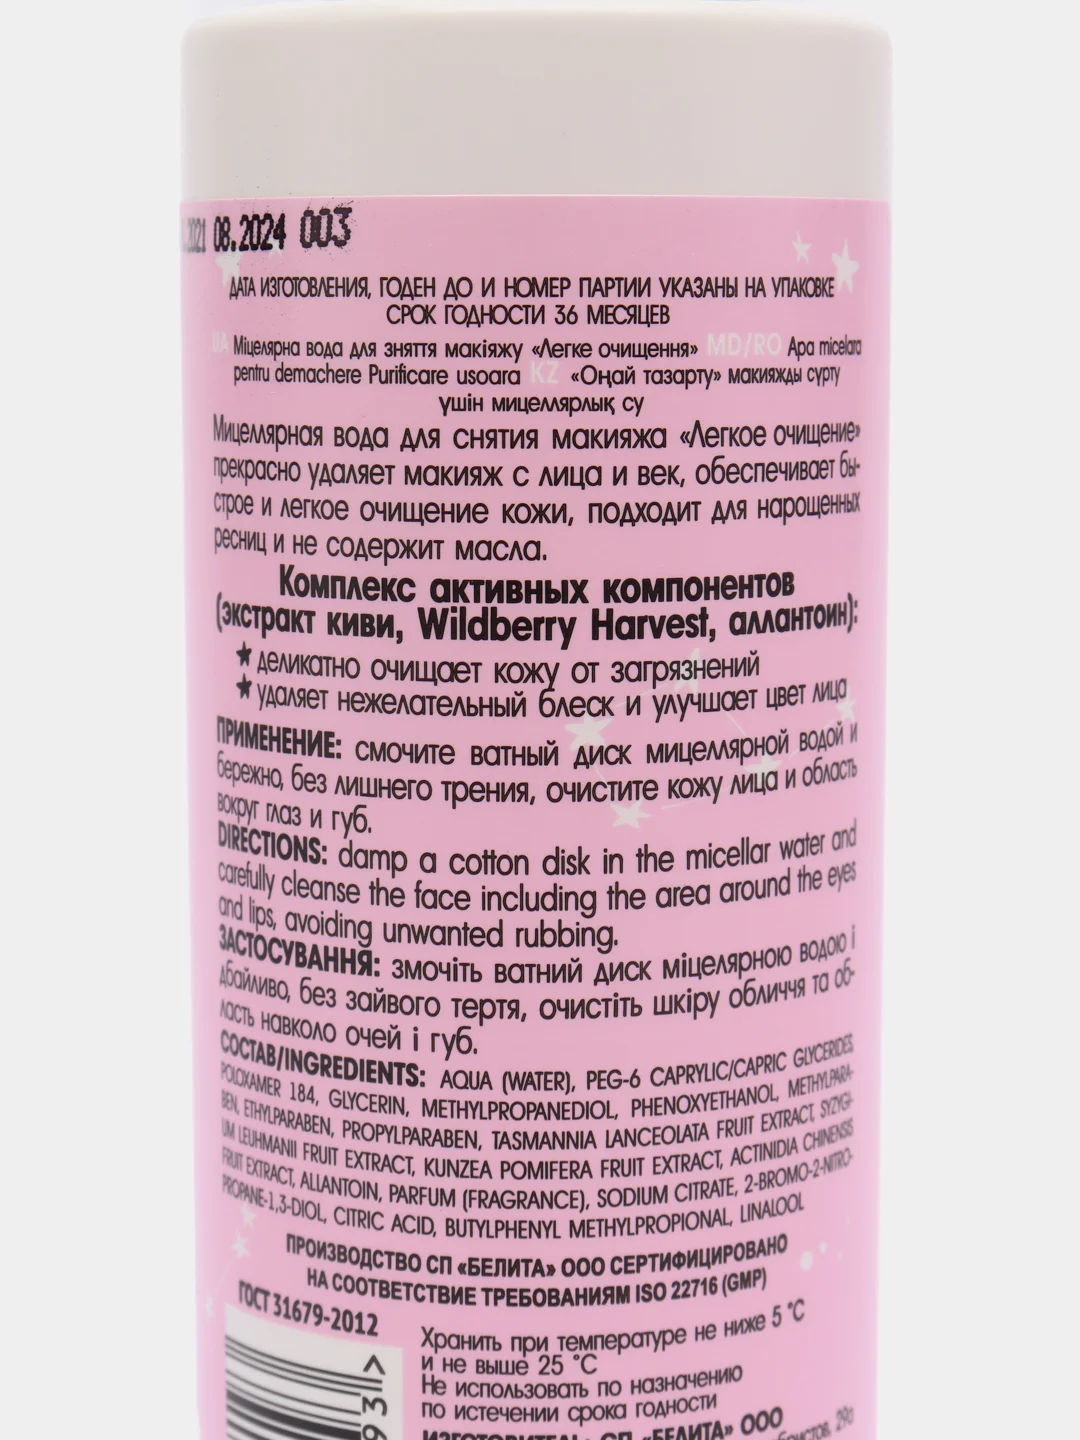 .2021 08.2024 003
ДАТА ИЗГОТОВЛЕНИЯ, ГОДЕН ДО И НОМЕР ПАРТИИ УКАЗАНЫ НА УПАКОВКЕ
СРОК ГОДНОСТИ 36 МЕСЯЦЕВ
UA Міцелярна вода для зняття макіяжу «Легке очищення» MD/RO Apa micelara
pentru demachere Purificare usoara KZ «Оңай тазарту» макияжды сүрту
үшін мицеллярлық су
Мицеллярная вода для снятия макияжа «Легкое очищение»
прекрасно удаляет макияж с лица и век, обеспечивает бы-
строе и легкое очищение кожи, подходит для нарощенных
ресниц и не содержит масла.
Комплекс активных компонентов
(экстракт киви, Wildberry Harvest, аллантоин):
★ деликатно очищает кожу от загрязнений
★ удаляет нежелательный блеск и улучшает цвет лица
ПРИМЕНЕНИЕ: смочите ватный диск мицеллярной водой и
бережно, без лишнего трения, очистите кожу лица и область
вокруг глаз и губ.
DIRECTIONS: damp a cotton disk in the micellar water and
carefully cleanse the face including the area around the eyes
and lips, avoiding unwanted rubbing.
ЗАСТОСУВАННЯ: змочіть ватний диск міцелярною водою і
дбайливо, без зайвого тертя, очистіть шкіру обличчя та об-
ласть навколо очей і губ.
СОСТАВ/INGREDIENTS: AQUA (WATER), PEG-6 CAPRYLIC/CAPRIC GLYCERIDES,
POLOXAMER 184, GLYCERIN, METHYLPROPANEDIOL, PHENOXYETHANOL, METHYLPARA-
BEN, ETHYLPARABEN, PROPYLPARABEN, TASMANNIA LANCEOLATA FRUIT EXTRACT, SYZYGI-
UM LEUHMANII FRUIT EXTRACT, KUNZEA POMIFERA FRUIT EXTRACT, ACTINIDIA CHINENSIS
FRUIT EXTRACT, ALLANTOIN, PARFUM (FRAGRANCE), SODIUM CITRATE, 2-BROMO-2-NITRO-
PROPANE-1,3-DIOL, CITRIC ACID, BUTYLPHENYL METHYLPROPIONAL, LINALOOL
ПРОИЗВОДСТВО СП «БЕЛИТА» ООО СЕРТИФИЦИРОВАНО
НА СООТВЕТСТВИЕ ТРЕБОВАНИЯМ ISO 22716 (GMP)
ГОСТ 31679-2012
Хранить при температуре не ниже 5 °С
и не выше 25 °С
Не использовать по назначению
по истечении срока годности
ИЗГОТОВИТЕЛЬ: СП «БЕЛИТА» ООО
29а
93